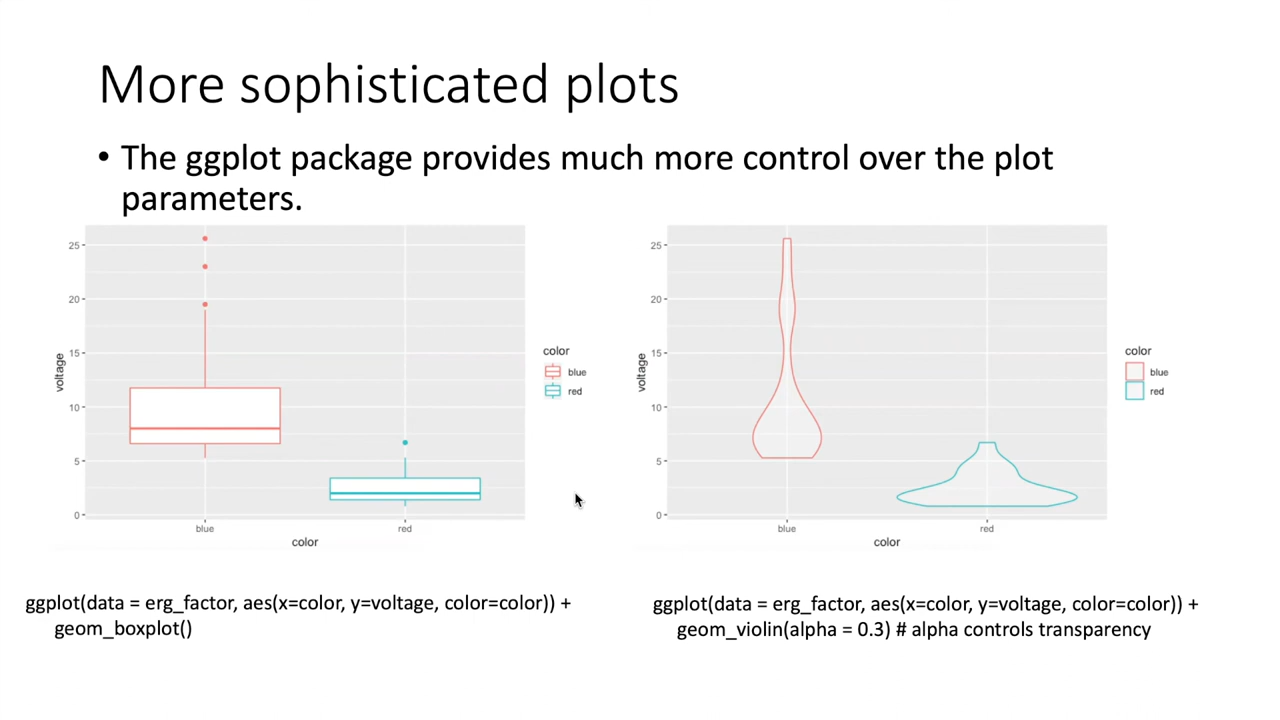 More sophisticated plots
• The ggplot package provides much more control over the plot
parameters.
25
20
15
10
5
0
voltage
blue
red
color
color
blue
red
25
20
15
10
5
0
voltage
blue
red
color
color
blue
red
ggplot(data = erg_factor, aes(x=color, y=voltage, color=color)) +
geom_boxplot()
ggplot(data = erg_factor, aes(x=color, y=voltage, color=color)) +
geom_violin(alpha = 0.3) # alpha controls transparency